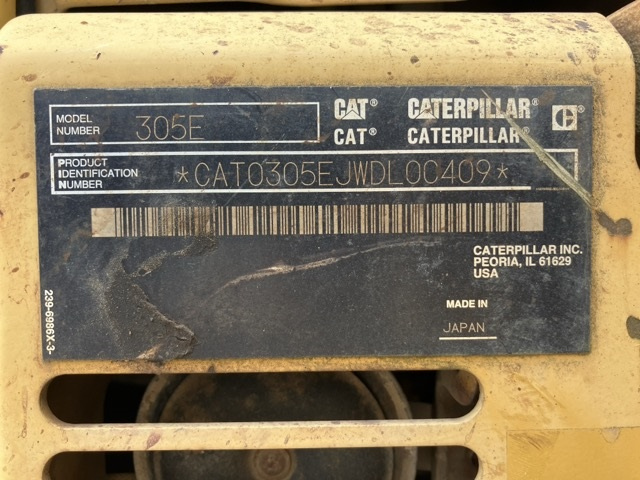 MODEL NUMBER 305E
CAT® CATERPILLAR® C
CAT® CATERPILLAR®
PRODUCT IDENTIFICATION NUMBER *CAT0305EJWDL0C409*
CATERPILLAR INC.
PEORIA, IL 61629
USA
MADE IN
JAPAN
239-6986X-3-